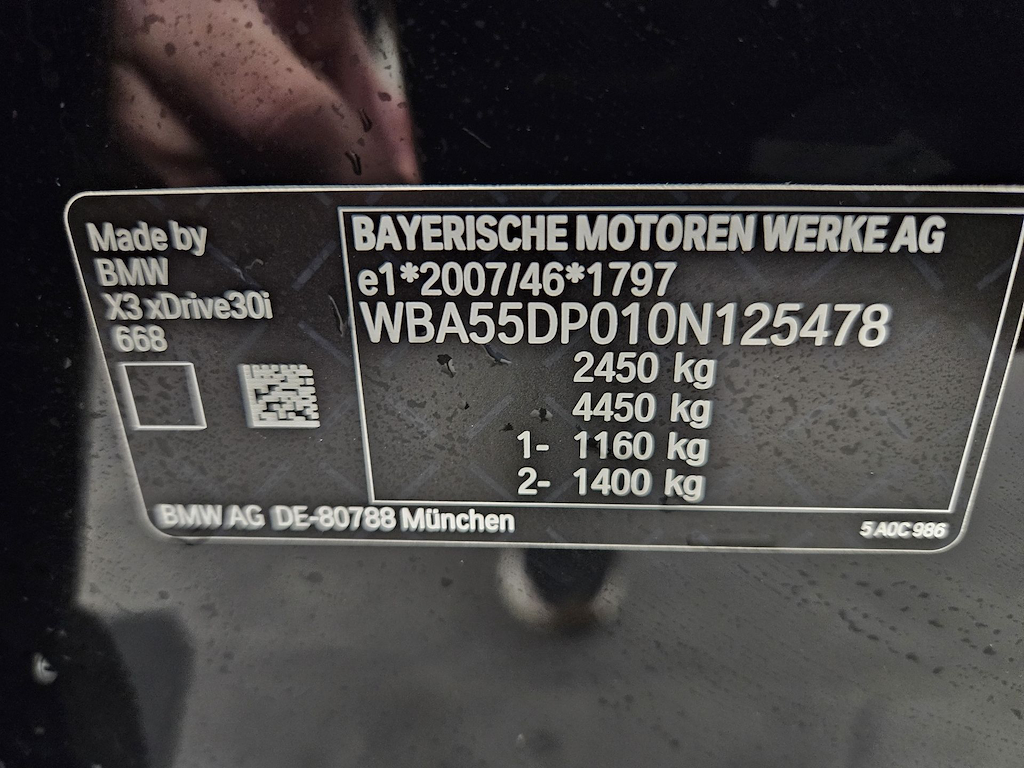 Made by
BMW
X3 xDrive30i
668
BAYERISCHE MOTOREN WERKE AG
e1*2007/46*1797
WBA55DP010N125478
2450 kg
4450 kg
1- 1160 kg
2- 1400 kg
BMW AG DE-80788 München
5 A0C 986